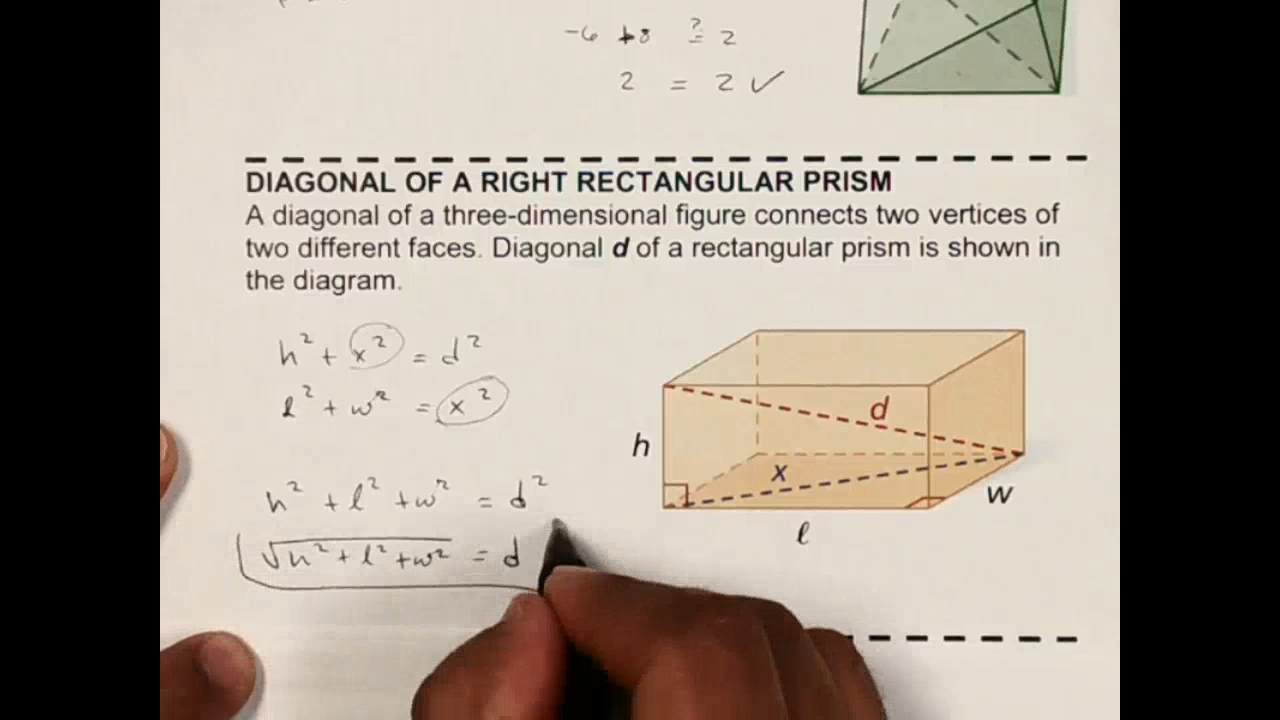 -6 + 8 ≟ 2
2 = 2 ✓
DIAGONAL OF A RIGHT RECTANGULAR PRISM
A diagonal of a three-dimensional figure connects two vertices of
two different faces. Diagonal d of a rectangular prism is shown in
the diagram.
h² + x² = d²
l² + w² = x²
h² + l² + w² = d²
√h² + l² + w² = d
d
h
x
w
ℓ